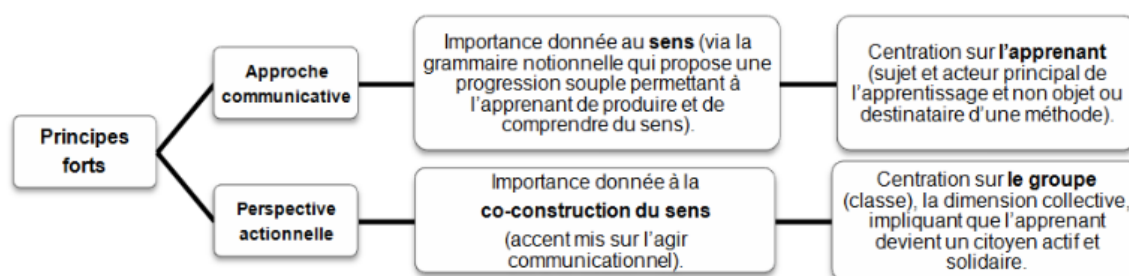 Principes
forts
Approche
communicative
Importance donnée au sens (via la
grammaire notionnelle qui propose une
progression souple permettant à
l'apprenant de produire et de
comprendre du sens).
Centration sur l'apprenant
(sujet et acteur principal de
l'apprentissage et non objet ou
destinataire d'une méthode).
Perspective
actionnelle
Importance donnée à la
co-construction du sens
(accent mis sur l'agir
communicationnel).
Centration sur le groupe
(classe), la dimension collective,
impliquant que l'apprenant
devient un citoyen actif et
solidaire.